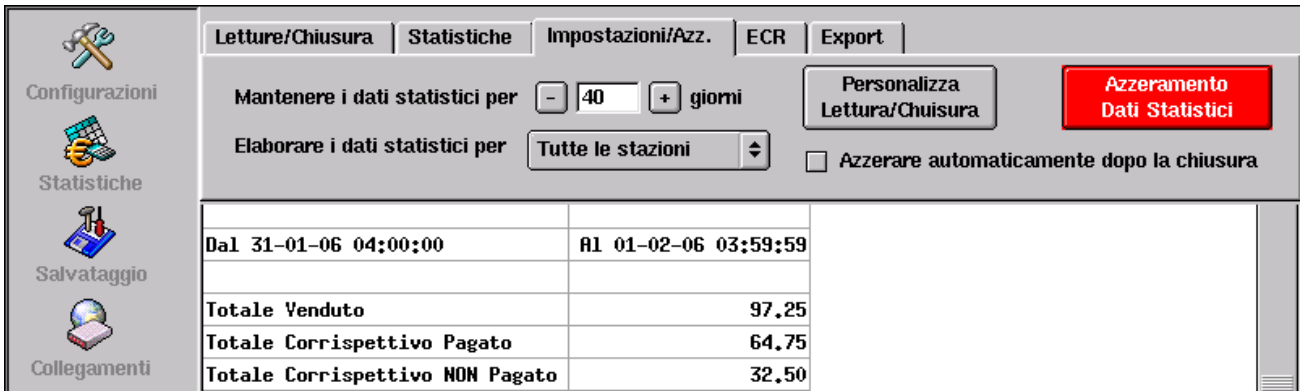 Configurazioni
Statistiche
Salvataggio
Collegamenti
Letture/Chiusura Statistiche Impostazioni/Azz. ECR Export
Mantenere i dati statistici per - 40 + giorni
Personalizza
Lettura/Chuisura
Azzeramento
Dati Statistici
Elaborare i dati statistici per Tutte le stazioni
Azzerare automaticamente dopo la chiusura
Dal 31-01-06 04:00:00 Al 01-02-06 03:59:59
Totale Venduto 97.25
Totale Corrispettivo Pagato 64.75
Totale Corrispettivo NON Pagato 32.50